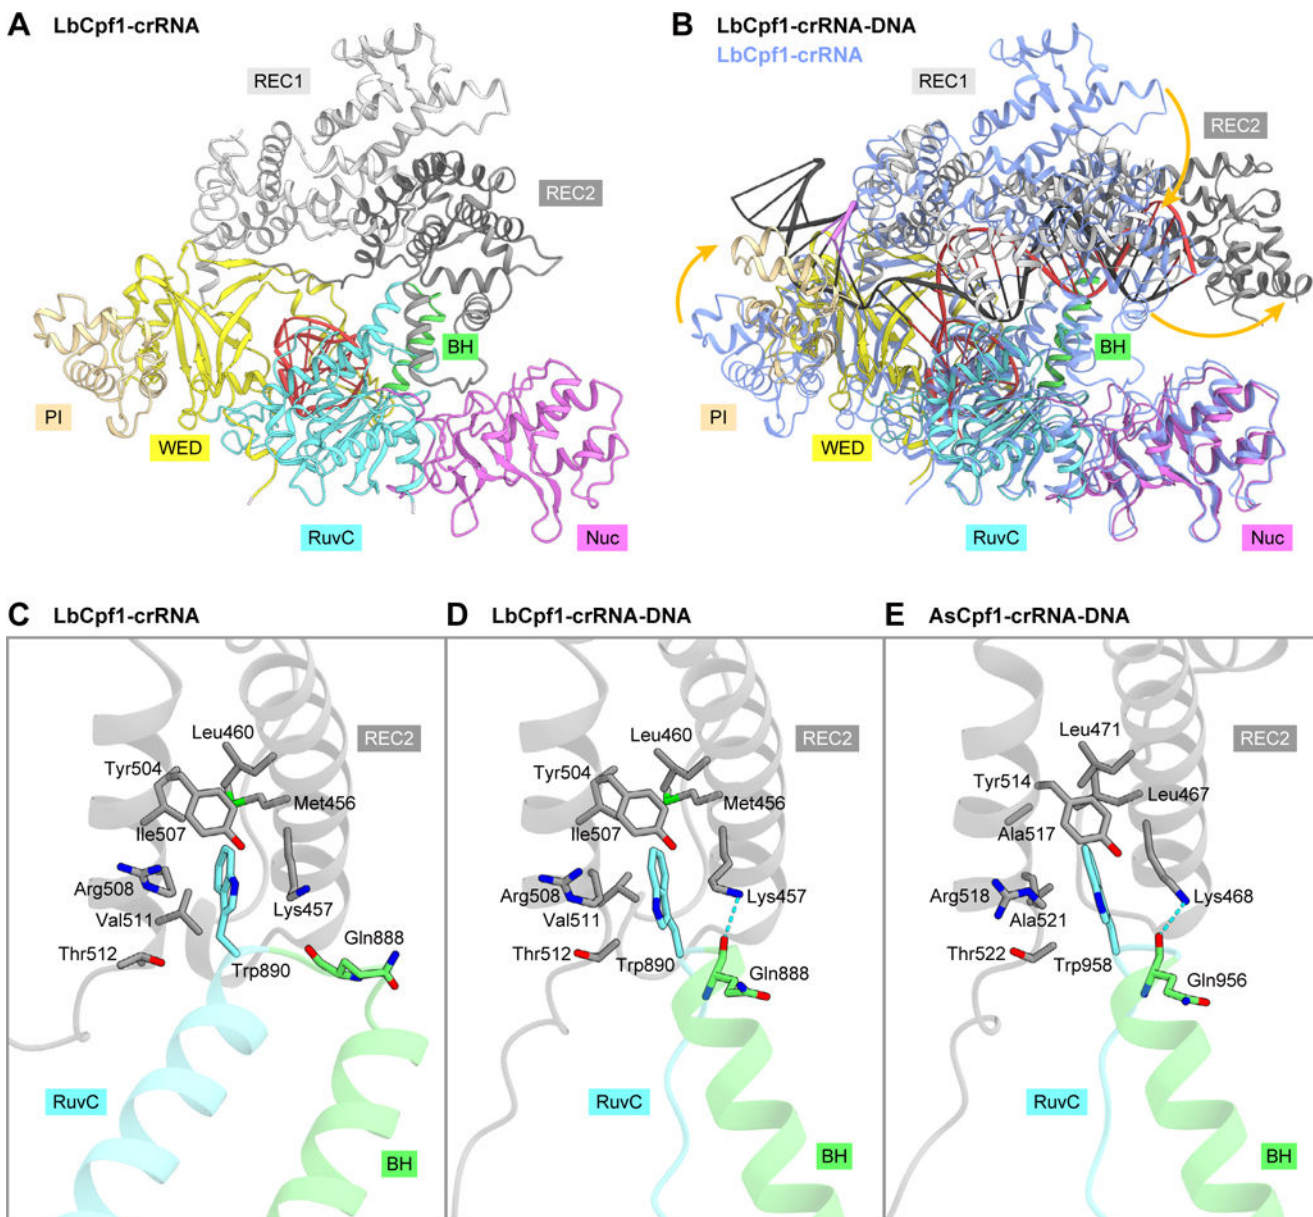 A LbCpf1-crRNA
REC1
REC2
PI
WED
BH
RuvC
Nuc
B LbCpf1-crRNA-DNA
LbCpf1-crRNA
REC1
REC2
BH
PI
WED
RuvC
Nuc
C LbCpf1-crRNA
REC2
Leu460
Tyr504
Met456
Ile507
Arg508
Lys457
Val511
Gln888
Thr512
Trp890
RuvC
BH
D LbCpf1-crRNA-DNA
REC2
Leu460
Tyr504
Met456
Ile507
Arg508
Lys457
Val511
Thr512
Trp890
Gln888
RuvC
BH
E AsCpf1-crRNA-DNA
REC2
Leu471
Tyr514
Leu467
Ala517
Arg518
Lys468
Ala521
Thr522
Trp958
Gln956
RuvC
BH